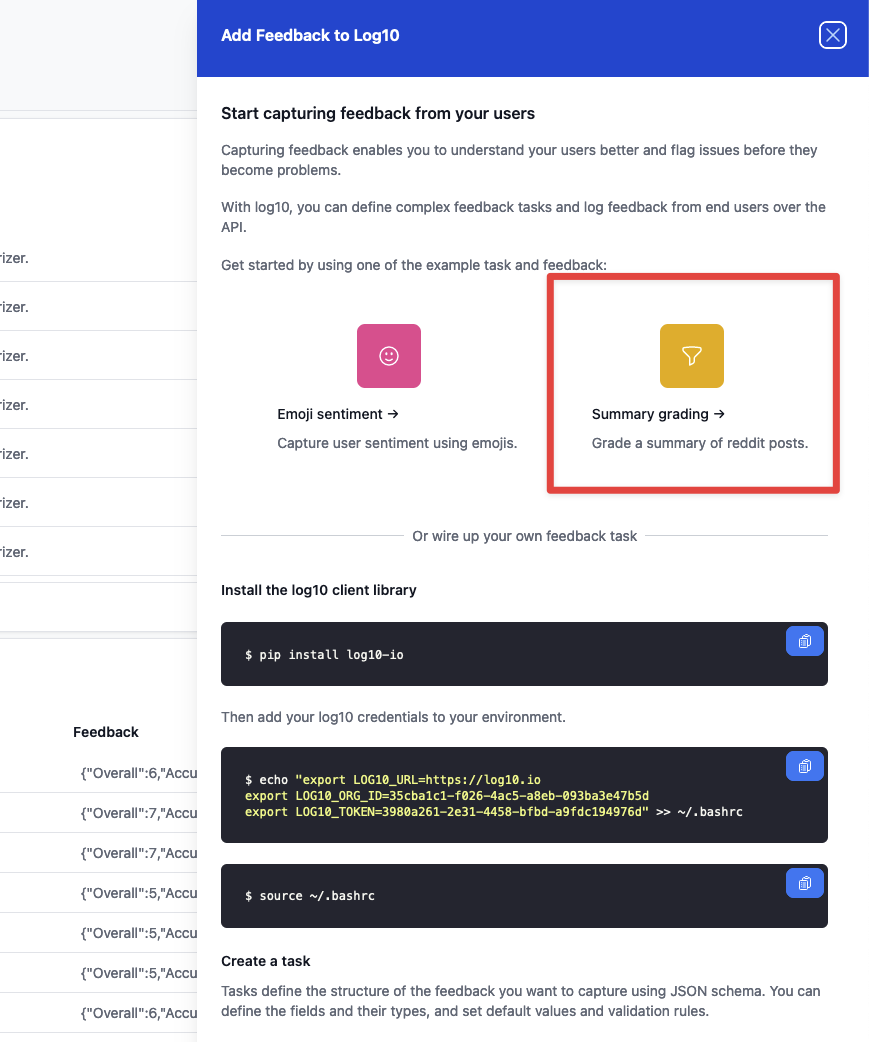 Add Feedback to Log10
Start capturing feedback from your users
Capturing feedback enables you to understand your users better and flag issues before they
become problems.
With log10, you can define complex feedback tasks and log feedback from end users over the
API.
Get started by using one of the example task and feedback:
Emoji sentiment →
Capture user sentiment using emojis.
Summary grading →
Grade a summary of reddit posts.
Or wire up your own feedback task
Install the log10 client library
$ pip install log10-io
Then add your log10 credentials to your environment.
$ echo "export LOG10_URL=https://log10.io
export LOG10_ORG_ID=35cba1c1-f026-4ac5-a8eb-093ba3e47b5d
export LOG10_TOKEN=3980a261-2e31-4458-bfbd-a9fdc194976d" >> ~/.bashrc
$ source ~/.bashrc
Create a task
Tasks define the structure of the feedback you want to capture using JSON schema. You can
define the fields and their types, and set default values and validation rules.
rizer.
rizer.
rizer.
rizer.
rizer.
rizer.
rizer.
Feedback
{"Overall":6,"Accu
{"Overall":7,"Accu
{"Overall":7,"Accu
{"Overall":5,"Accu
{"Overall":5,"Accu
{"Overall":5,"Accu
{"Overall":6,"Accu